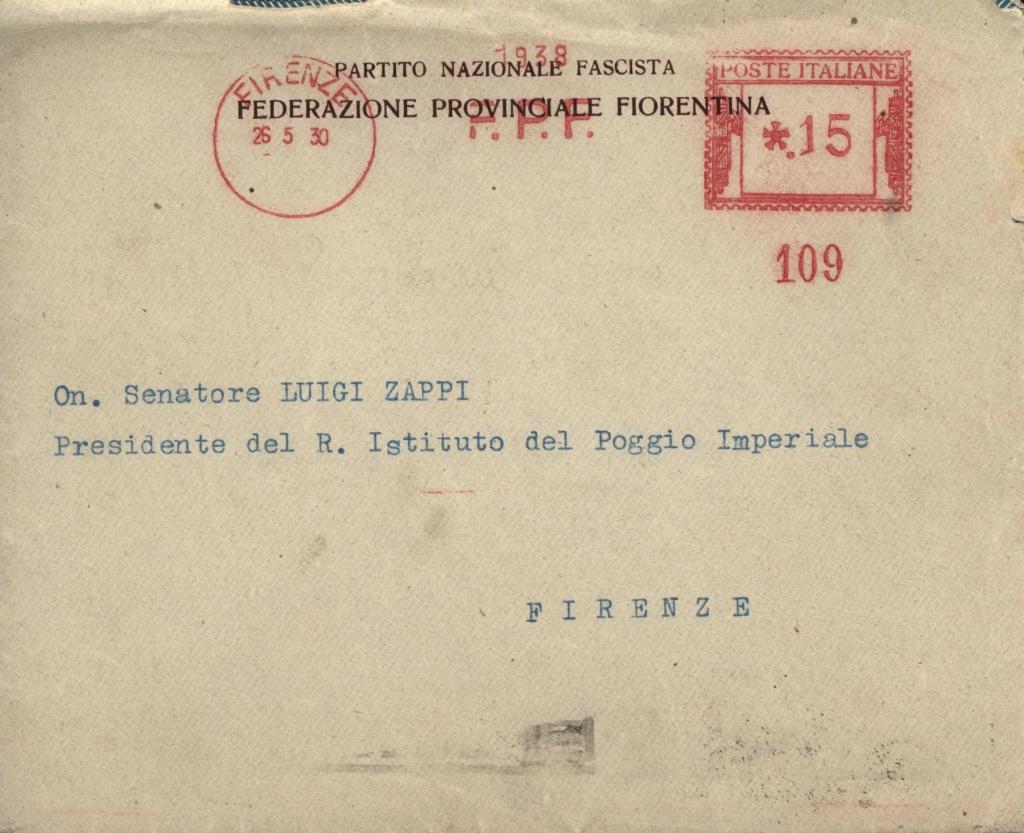 1938
PARTITO NAZIONALE FASCISTA
FEDERAZIONE PROVINCIALE FIORENTINA
FIRENZE
26 5 30
F.P.F.
POSTE ITALIANE
*.15
109
On. Senatore LUIGI ZAPPI
Presidente del R. Istituto del Poggio Imperiale
FIRENZE